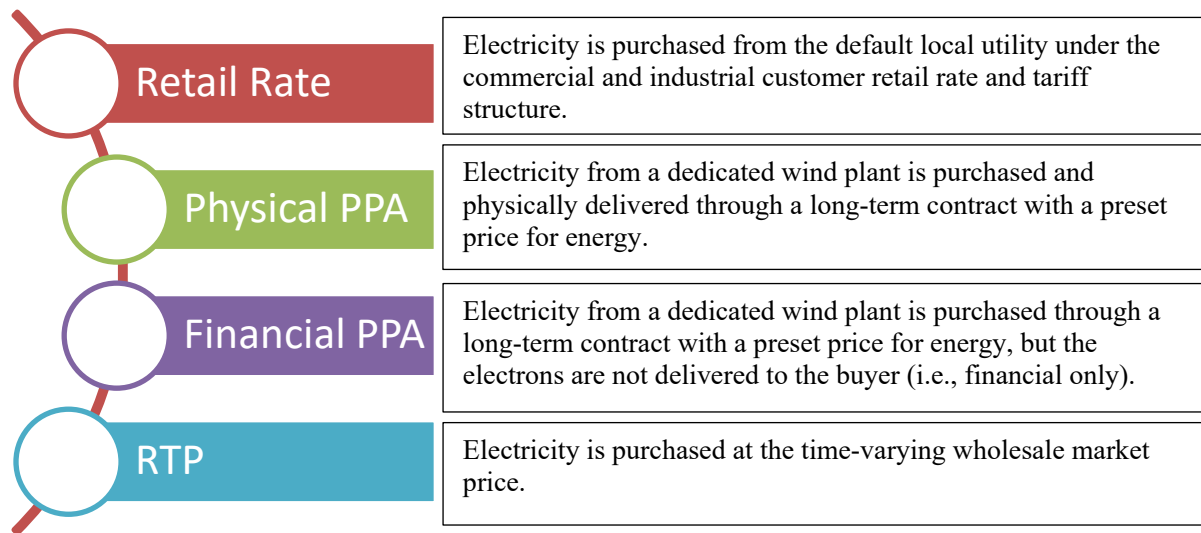 Retail Rate
Electricity is purchased from the default local utility under the
commercial and industrial customer retail rate and tariff
structure.
Physical PPA
Electricity from a dedicated wind plant is purchased and
physically delivered through a long-term contract with a preset
price for energy.
Financial PPA
Electricity from a dedicated wind plant is purchased through a
long-term contract with a preset price for energy, but the
electrons are not delivered to the buyer (i.e., financial only).
RTP
Electricity is purchased at the time-varying wholesale market
price.